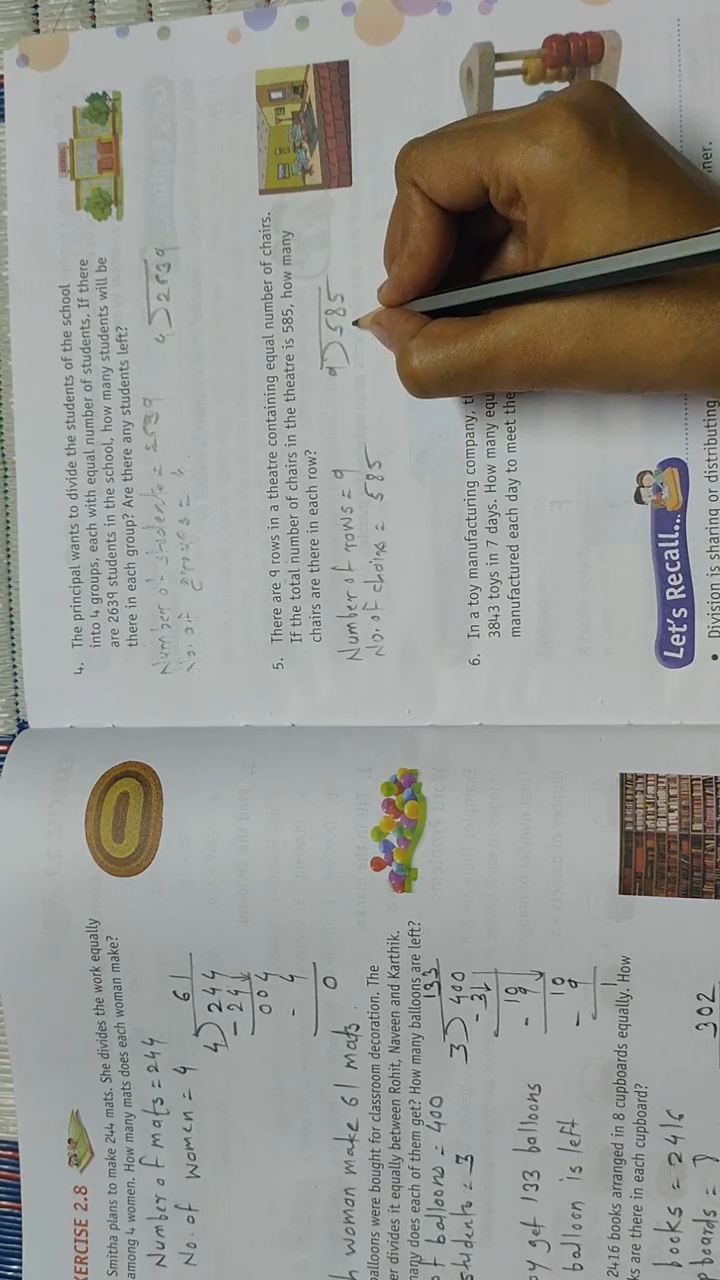 EXERCISE 2.8
Smitha plans to make 244 mats. She divides the work equally
among 4 women. How many mats does each woman make?
Number of mats = 244
No. of women = 4
61
4)244
-24
004
- 4
0
woman make 61 mats.
balloons were bought for classroom decoration. The
divides it equally between Rohit, Naveen and Karthik.
many does each of them get? How many balloons are left?
of balloons = 400
students = 3
133
3)400
-3
10
- 9
10
- 9
1
get 133 balloons
balloon is left
2416 books arranged in 8 cupboards equally. How
are there in each cupboard?
books = 2416
boards =
302
4. The principal wants to divide the students of the school
into 4 groups, each with equal number of students. If there
are 2639 students in the school, how many students will be
there in each group? Are there any students left?
Number of students = 2639
No. of groups = 4
4)2639
5. There are 9 rows in a theatre containing equal number of chairs.
If the total number of chairs in the theatre is 585, how many
chairs are there in each row?
Number of rows = 9
No. of chairs = 585
9)585
6. In a toy manufacturing company,
3843 toys in 7 days. How many
manufactured each day to meet the
Let's Recall...
• Division is sharing or distributing